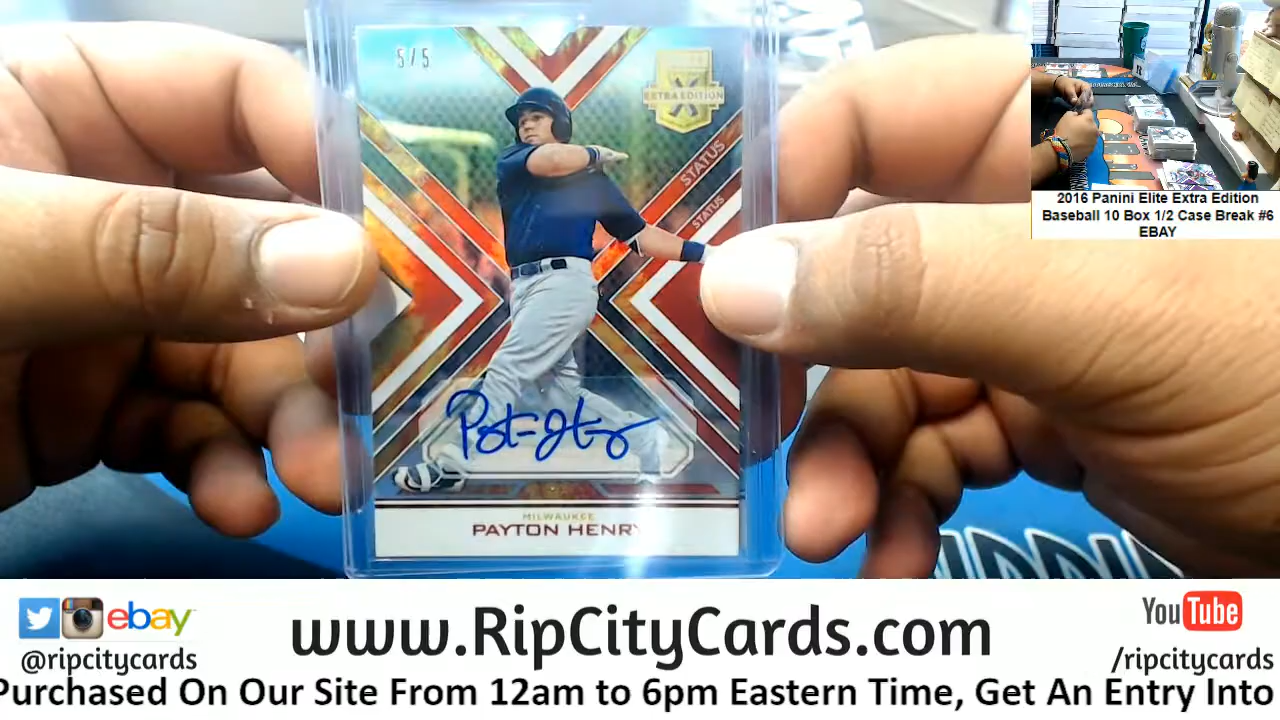 5/5
EXTRA EDITION
STATUS
STATUS
MILWAUKEE
PAYTON HENRY
2016 Panini Elite Extra Edition
Baseball 10 Box 1/2 Case Break #6
EBAY
ebay
@ripcitycards
www.RipCityCards.com
YouTube
/ripcitycards
Purchased On Our Site From 12am to 6pm Eastern Time, Get An Entry Into